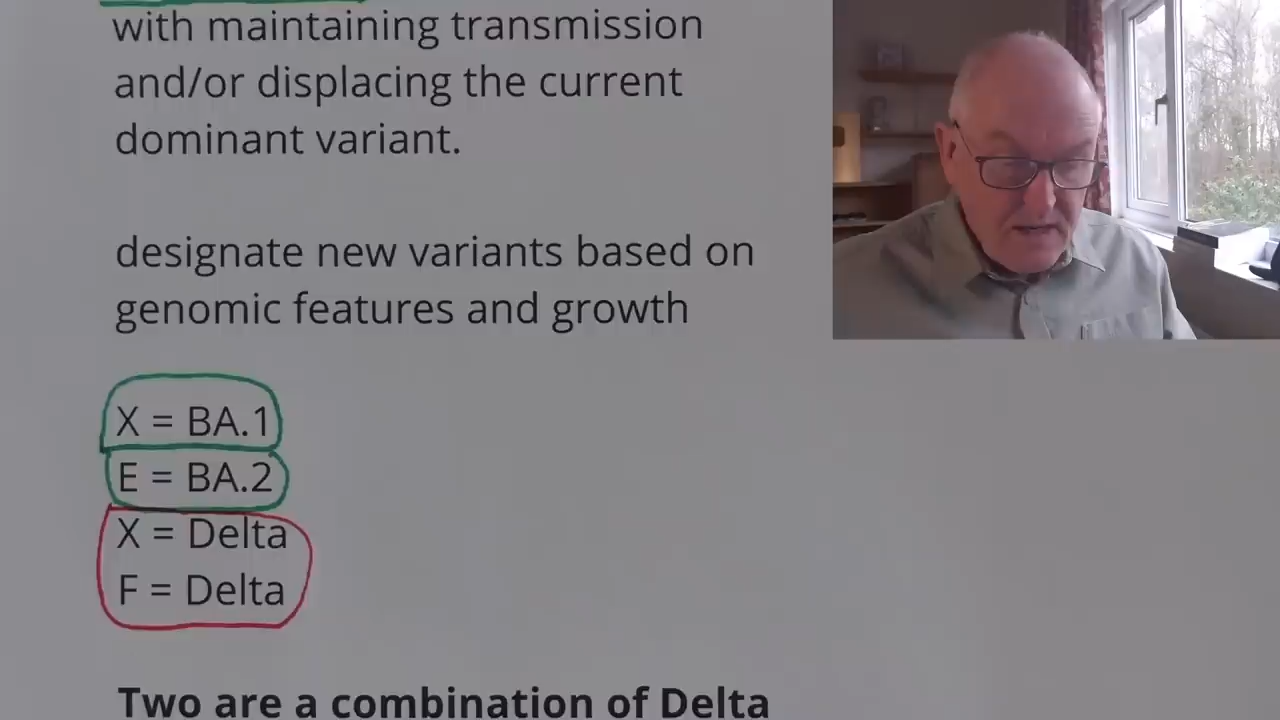 with maintaining transmission
and/or displacing the current
dominant variant.
designate new variants based on
genomic features and growth
X = BA.1
E = BA.2
X = Delta
F = Delta
Two are a combination of Delta